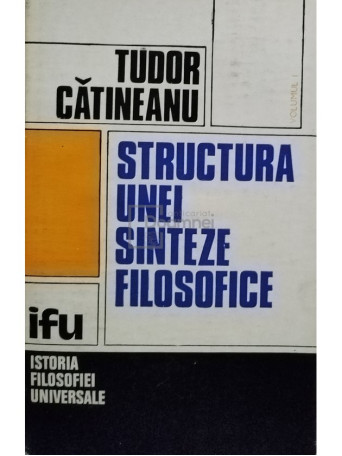 TUDOR
CĂTINEANU
VOLUMUL I
STRUCTURA
UNEI
SINTEZE
FILOSOFICE
ifu
ISTORIA
FILOSOFIEI
UNIVERSALE